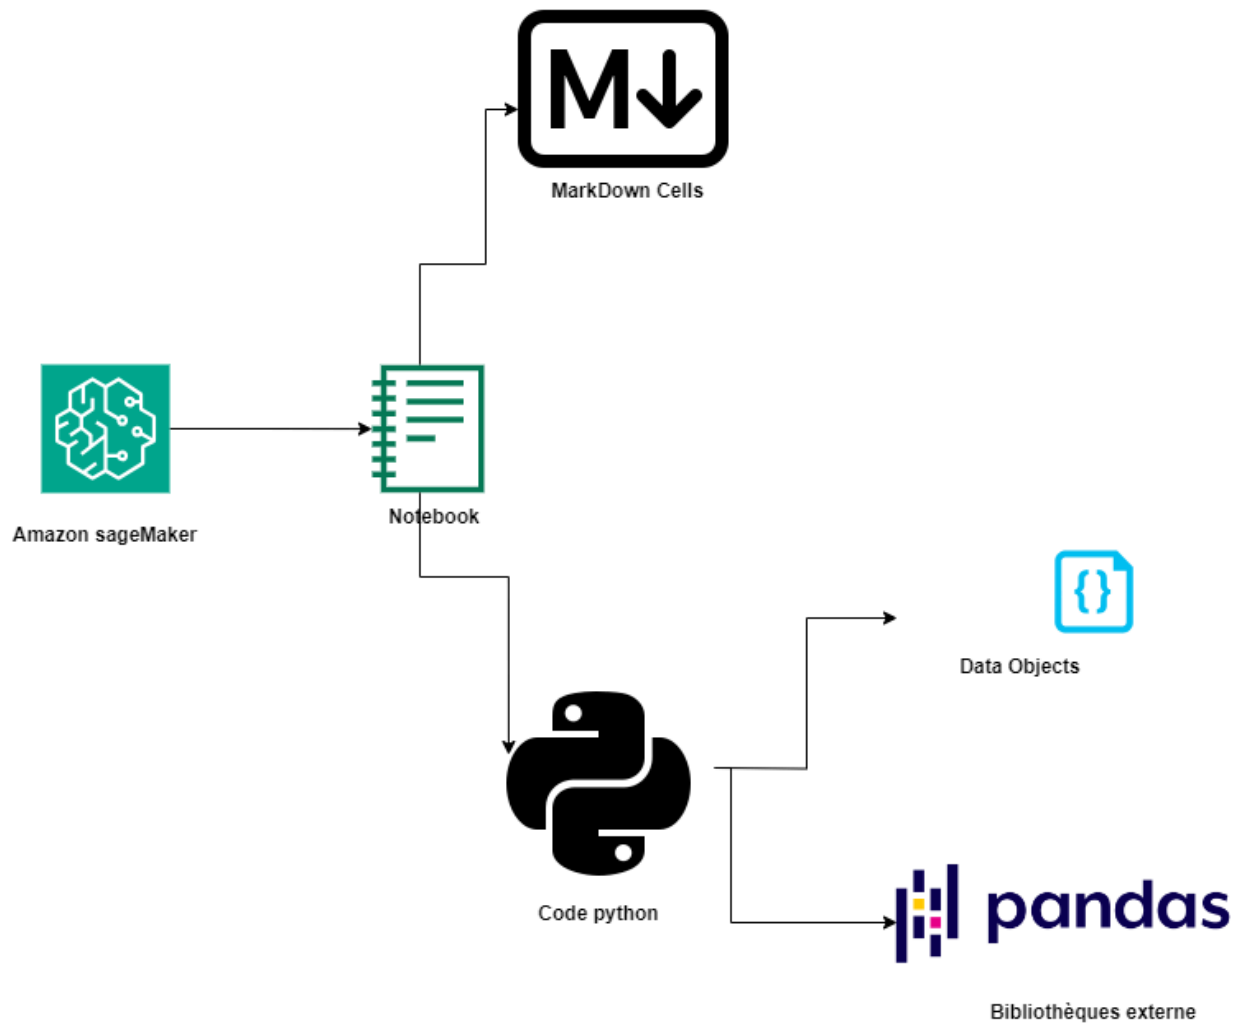 M
MarkDown Cells
Notebook
Amazon sageMaker
{}
Data Objects
Code python
pandas
Bibliothèques externe